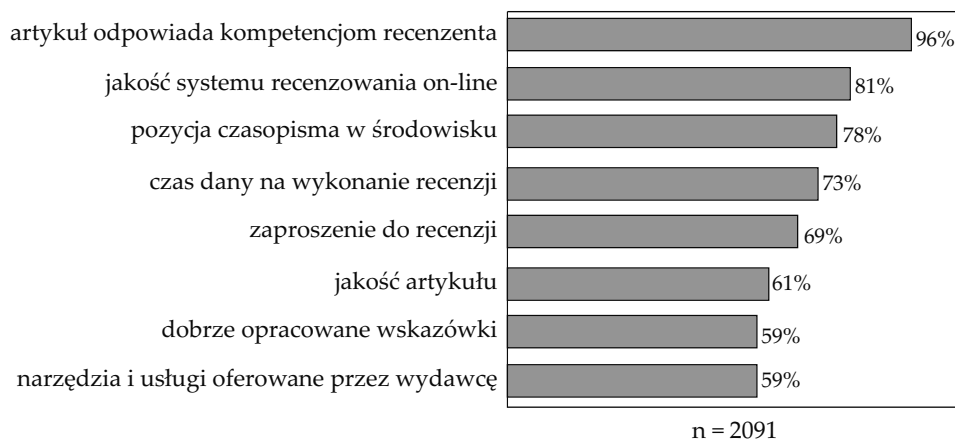 artykuł odpowiada kompetencjom recenzenta 96%
jakość systemu recenzowania on-line 81%
pozycja czasopisma w środowisku 78%
czas dany na wykonanie recenzji 73%
zaproszenie do recenzji 69%
jakość artykułu 61%
dobrze opracowane wskazówki 59%
narzędzia i usługi oferowane przez wydawcę 59%
n = 2091